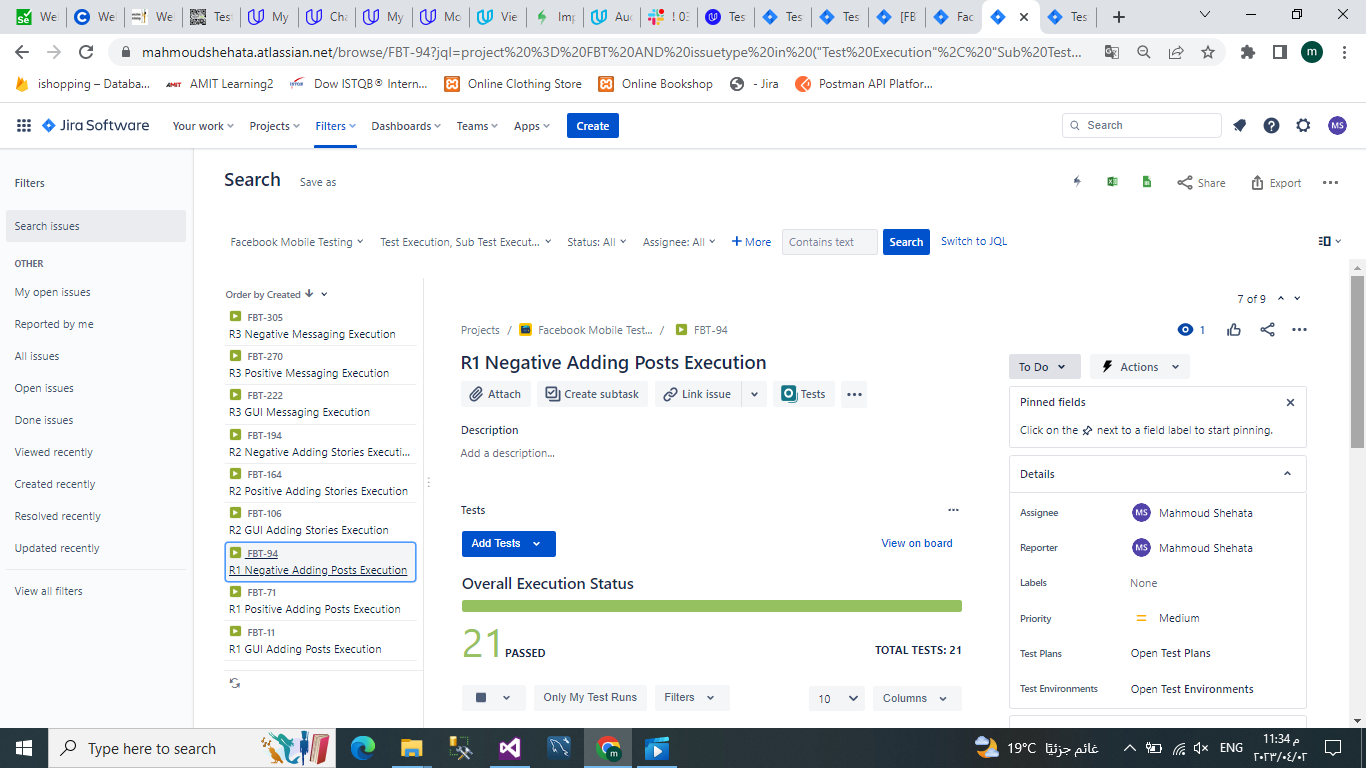 We
We
We
Test
My
Cha
My
Mo
Vie
Imp
Aud
! 03
Tes
Tes
Tes
[FB
Fac
Tes
mahmoudshehata.atlassian.net/browse/FBT-94?jql=project%20%3D%20FBT%20AND%20issuetype%20in%20("Test%20Execution"%2C%20"Sub%20Test...
m
ishopping – Databa...
AMIT Learning2
Dow ISTQB® Intern...
Online Clothing Store
Online Bookshop
- Jira
Postman API Platfor...
Jira Software
Your work
Projects
Filters
Dashboards
Teams
Apps
Create
Search
MS
Filters
Search issues
OTHER
My open issues
Reported by me
All issues
Open issues
Done issues
Viewed recently
Created recently
Resolved recently
Updated recently
View all filters
Search
Save as
Share
Export
Facebook Mobile Testing
Test Execution, Sub Test Execut...
Status: All
Assignee: All
+ More
Contains text
Search
Switch to JQL
Order by Created
FBT-305
R3 Negative Messaging Execution
FBT-270
R3 Positive Messaging Execution
FBT-222
R3 GUI Messaging Execution
FBT-194
R2 Negative Adding Stories Executi...
FBT-164
R2 Positive Adding Stories Execution
FBT-106
R2 GUI Adding Stories Execution
FBT-94
R1 Negative Adding Posts Execution
FBT-71
R1 Positive Adding Posts Execution
FBT-11
R1 GUI Adding Posts Execution
7 of 9
Projects / Facebook Mobile Test... / FBT-94
1
R1 Negative Adding Posts Execution
Attach
Create subtask
Link issue
Tests
Description
Add a description...
Tests
Add Tests
View on board
Overall Execution Status
21 PASSED
TOTAL TESTS: 21
Only My Test Runs
Filters
10
Columns
To Do
Actions
Pinned fields
Click on the next to a field label to start pinning.
Details
Assignee
MS
Mahmoud Shehata
Reporter
MS
Mahmoud Shehata
Labels
None
Priority
Medium
Test Plans
Open Test Plans
Test Environments
Open Test Environments
Type here to search
19°C غائم جزئيًا
ENG
11:34 م
٢٠٢٣/٠٤/٠٢